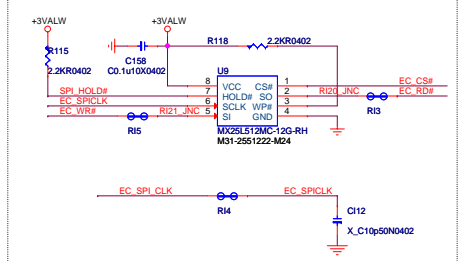 +3VALW
+3VALW
R115
2.2KR0402
C158
C0.1u10X0402
R118
2.2KR0402
U9
SPI_HOLD#
EC_SPICLK
EC_WR#
RI5
RI21_JNC
8 VCC CS# 1
7 HOLD# SO 2
6 SCLK WP# 3
5 SI GND 4
MX25L512MC-12G-RH
M31-2551222-M24
EC_CS#
RI20_JNC
EC_RD#
RI3
EC_SPI_CLK
RI4
EC_SPICLK
CI12
X_C10p50N0402